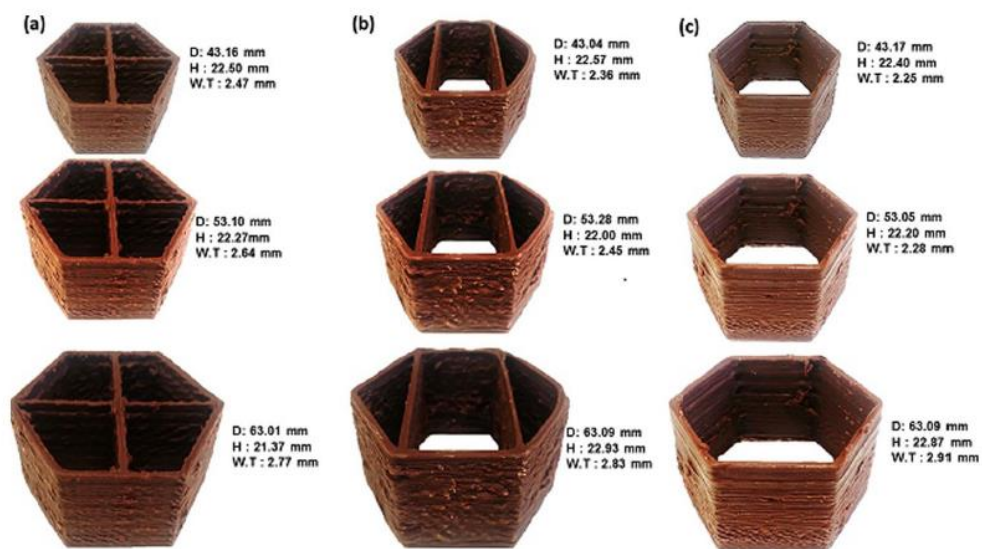 (a)
D: 43.16 mm
H : 22.50 mm
W.T : 2.47 mm
D: 53.10 mm
H : 22.27mm
W.T : 2.64 mm
D: 63.01 mm
H : 21.37 mm
W.T : 2.77 mm
(b)
D: 43.04 mm
H : 22.57 mm
W.T : 2.36 mm
D: 53.28 mm
H : 22.00 mm
W.T : 2.45 mm
D: 63.09 mm
H : 22.93 mm
W.T : 2.83 mm
(c)
D: 43.17 mm
H : 22.40 mm
W.T : 2.25 mm
D: 53.05 mm
H : 22.20 mm
W.T : 2.28 mm
D: 63.09 mm
H : 22.87 mm
W.T : 2.91 mm